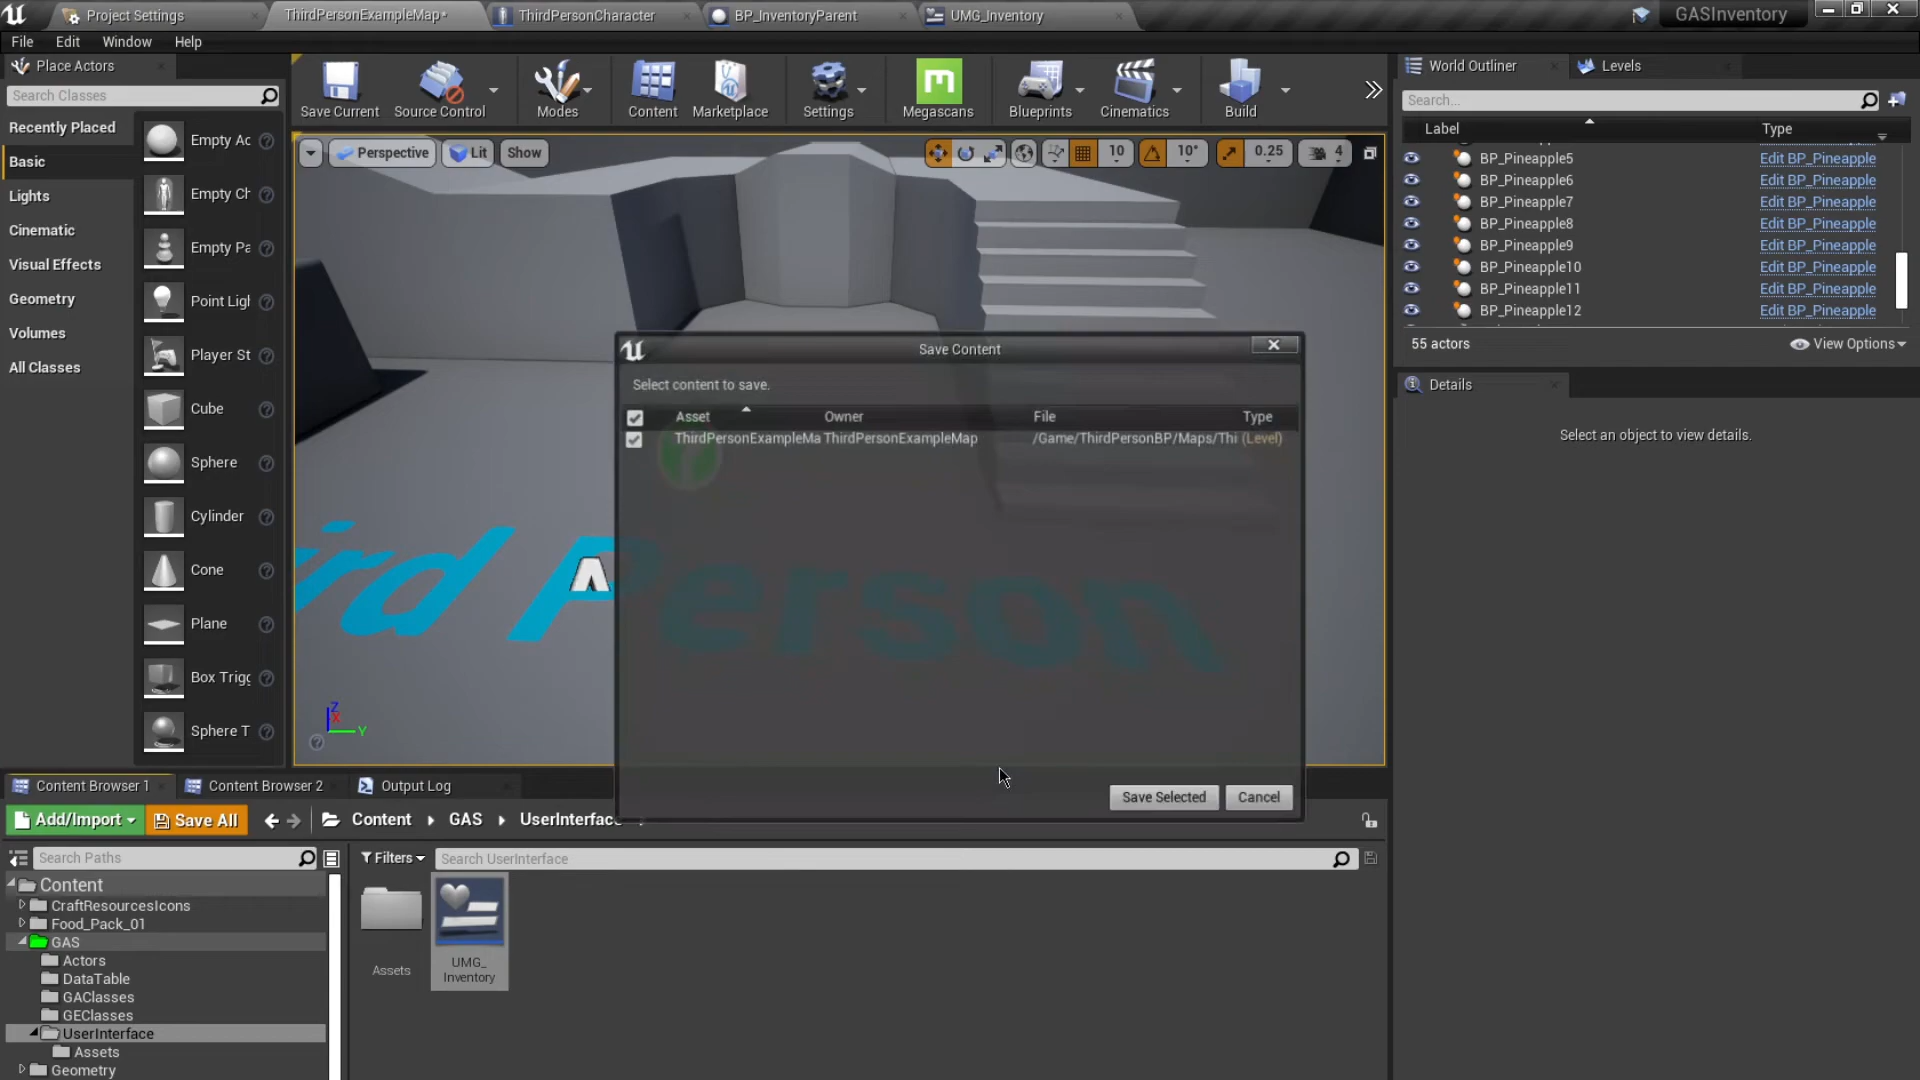 Project Settings
ThirdPersonExampleMap*
ThirdPersonCharacter
BP_InventoryParent
UMG_Inventory
GASInventory
File
Edit
Window
Help
Place Actors
Search Classes
Recently Placed
Basic
Lights
Cinematic
Visual Effects
Geometry
Volumes
All Classes
Empty Ac
Empty Ch
Empty Pa
Point Ligl
Player St
Cube
Sphere
Cylinder
Cone
Plane
Box Trigg
Sphere T
Save Current
Source Control
Modes
Content
Marketplace
Settings
Megascans
Blueprints
Cinematics
Build
Perspective
Lit
Show
10
10°
0.25
4
ird Person
Z
X
Y
Save Content
Select content to save.
Asset
Owner
File
Type
ThirdPersonExampleMa
ThirdPersonExampleMap
/Game/ThirdPersonBP/Maps/Thi
(Level)
Save Selected
Cancel
World Outliner
Levels
Search...
Label
Type
BP_Pineapple5
Edit BP_Pineapple
BP_Pineapple6
Edit BP_Pineapple
BP_Pineapple7
Edit BP_Pineapple
BP_Pineapple8
Edit BP_Pineapple
BP_Pineapple9
Edit BP_Pineapple
BP_Pineapple10
Edit BP_Pineapple
BP_Pineapple11
Edit BP_Pineapple
BP_Pineapple12
Edit BP_Pineapple
55 actors
View Options
Details
Select an object to view details.
Content Browser 1
Content Browser 2
Output Log
Add/Import
Save All
Content
GAS
UserInterface
Search Paths
Filters
Search UserInterface
Content
CraftResourcesIcons
Food_Pack_01
GAS
Actors
DataTable
GAClasses
GEClasses
UserInterface
Assets
Geometry
Assets
UMG_
Inventory